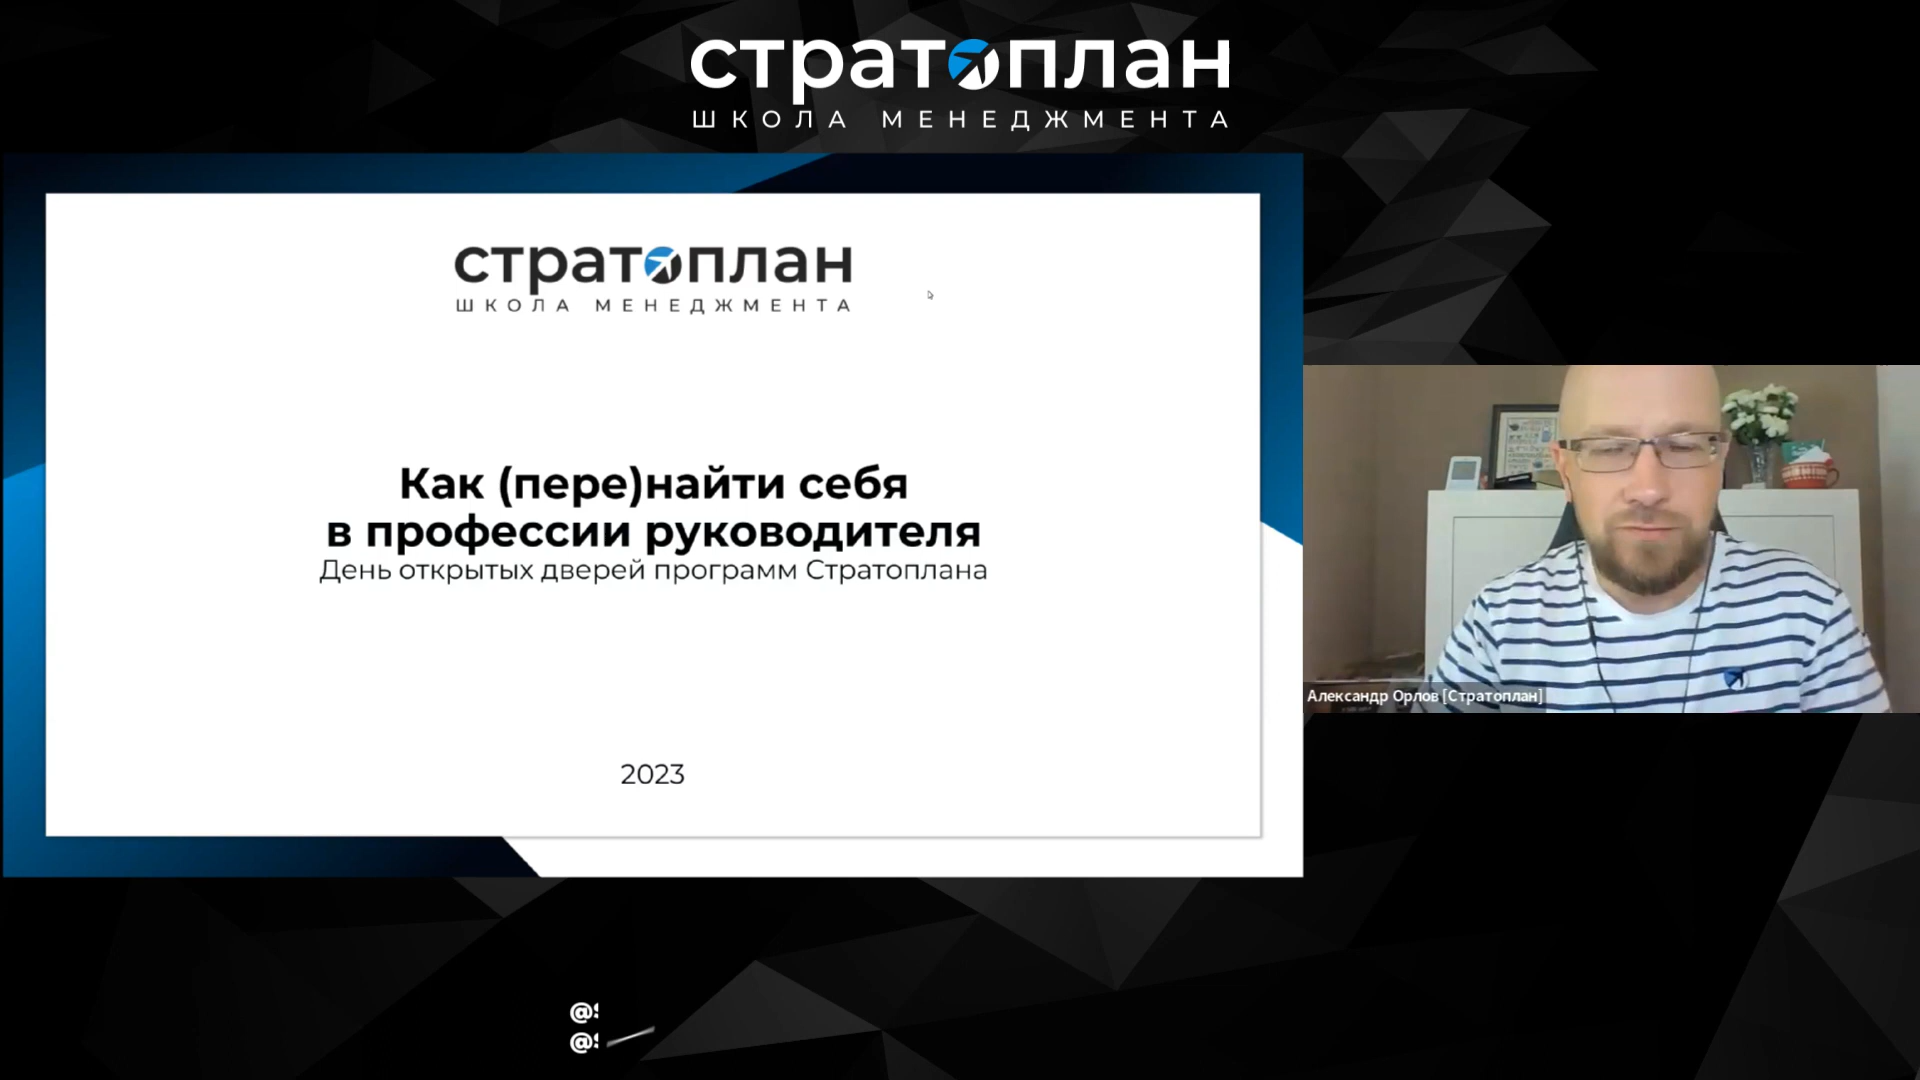 стратоплан
ШКОЛА МЕНЕДЖМЕНТА
стратоплан
ШКОЛА МЕНЕДЖМЕНТА
Как (пере)найти себя
в профессии руководителя
День открытых дверей программ Стратоплана
2023
Александр Орлов [Стратоплан]